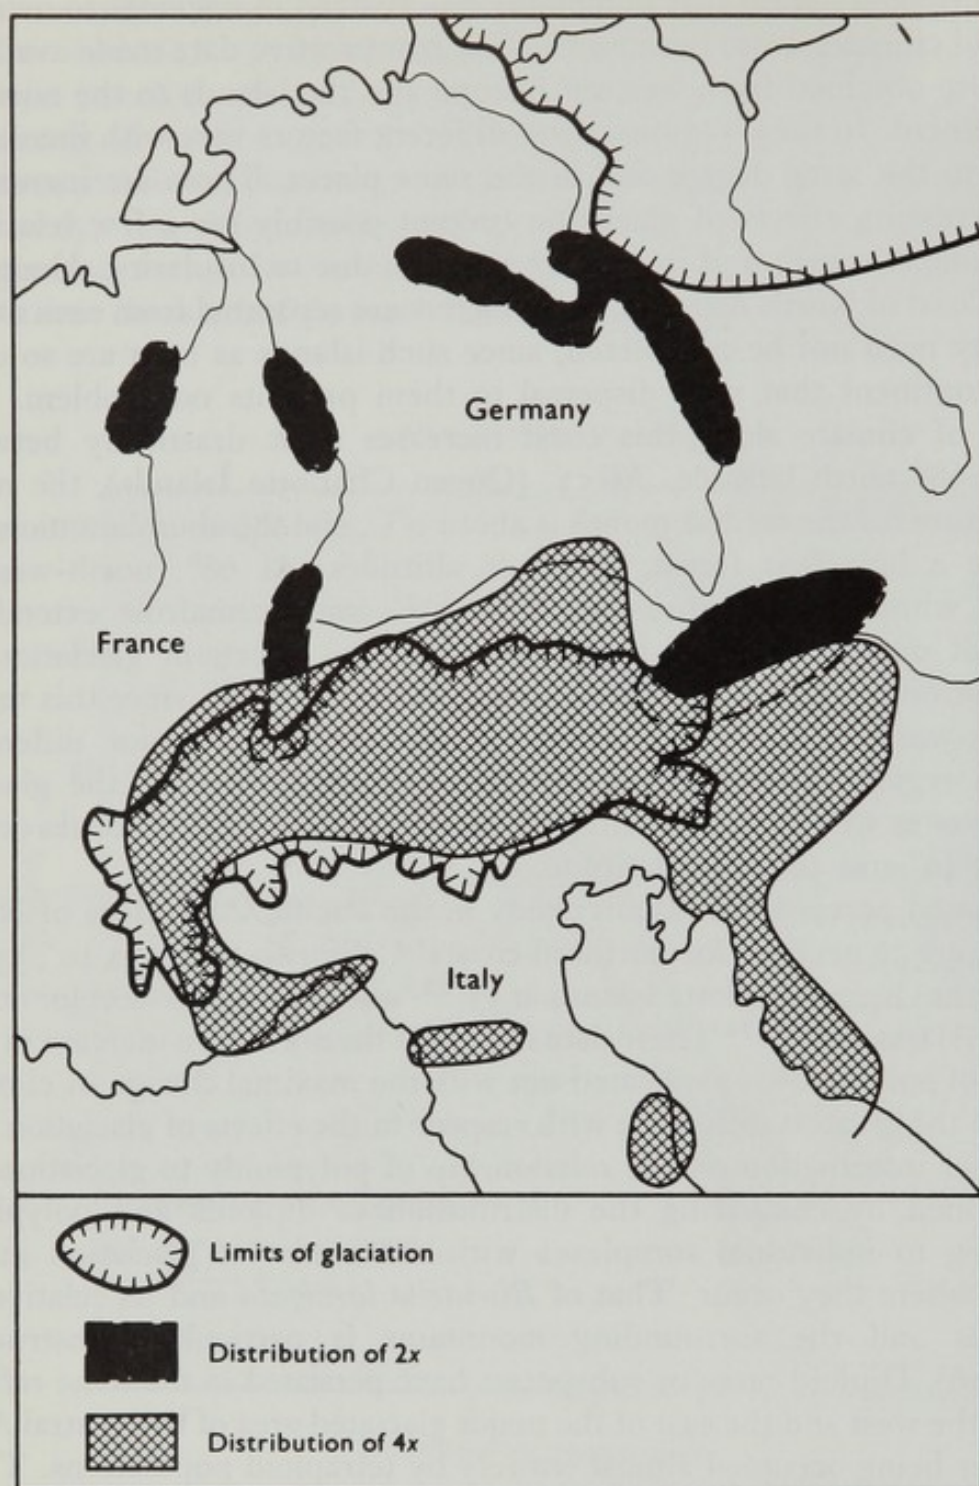 Germany
France
Italy
Limits of glaciation
Distribution of 2x
Distribution of 4x